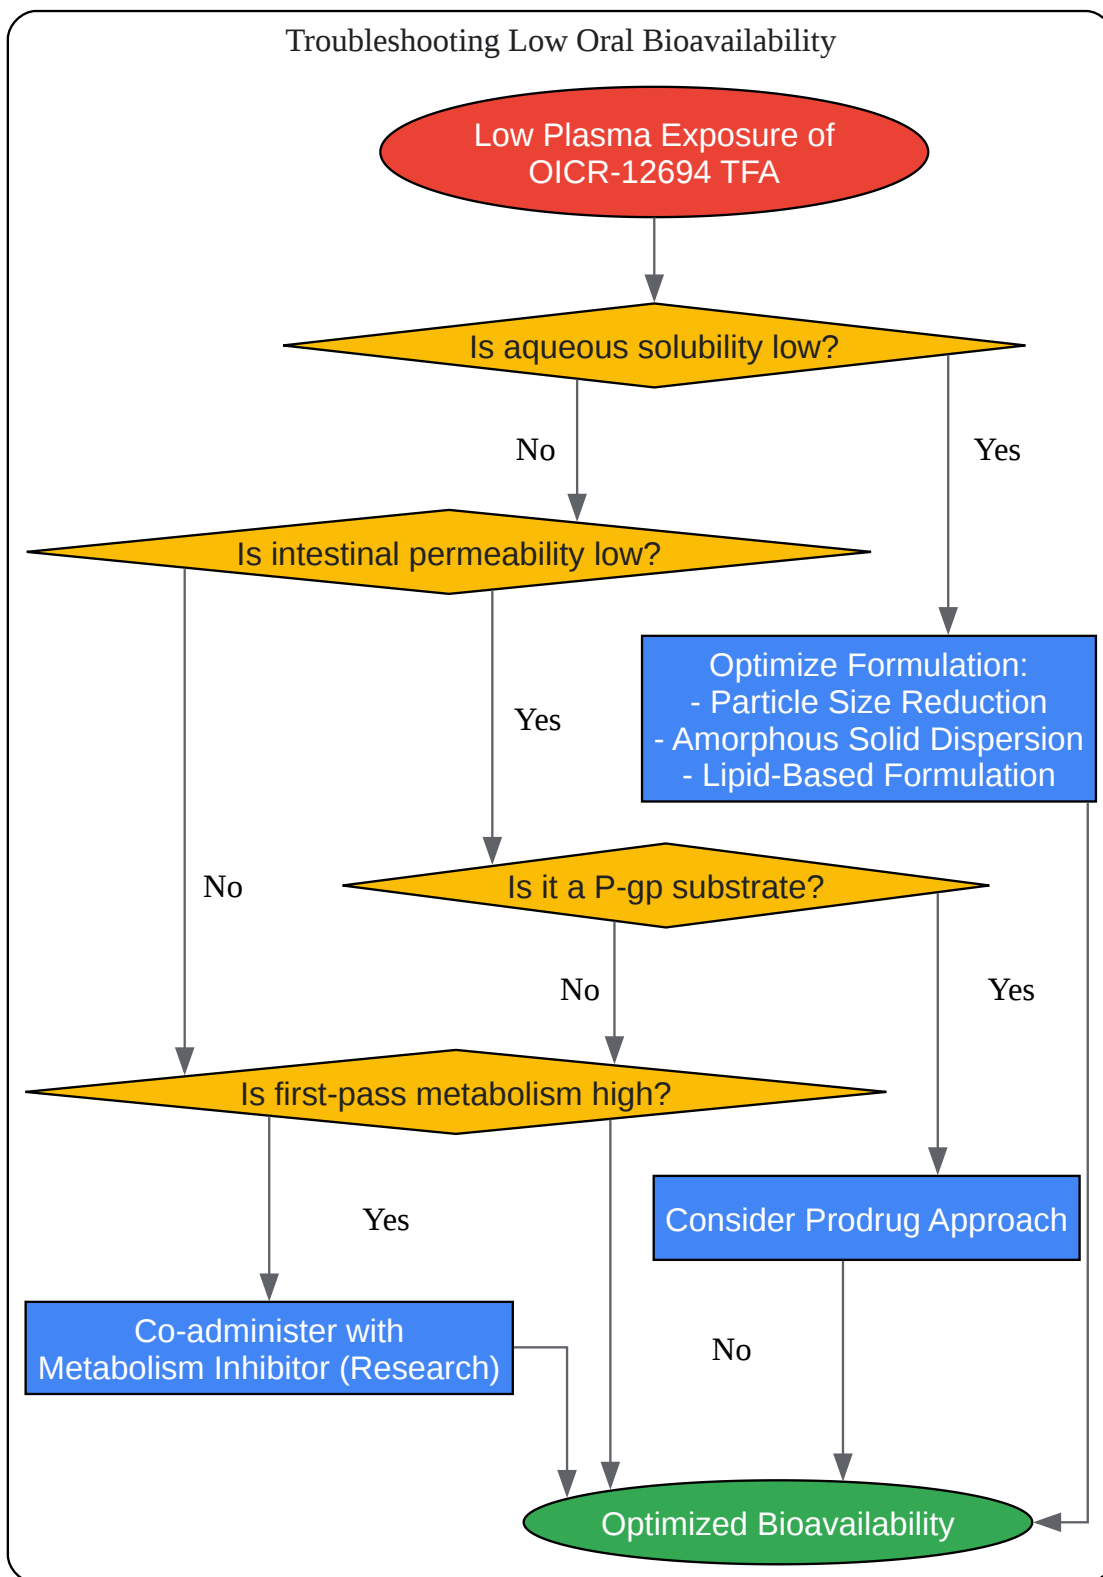 Troubleshooting Low Oral Bioavailability
Low Plasma Exposure of
OICR-12694 TFA
Is aqueous solubility low?
No
Yes
Is intestinal permeability low?
Optimize Formulation:
- Particle Size Reduction
- Amorphous Solid Dispersion
- Lipid-Based Formulation
Yes
No
Is it a P-gp substrate?
No
Yes
Is first-pass metabolism high?
Yes
Consider Prodrug Approach
Co-administer with
Metabolism Inhibitor (Research)
No
Optimized Bioavailability